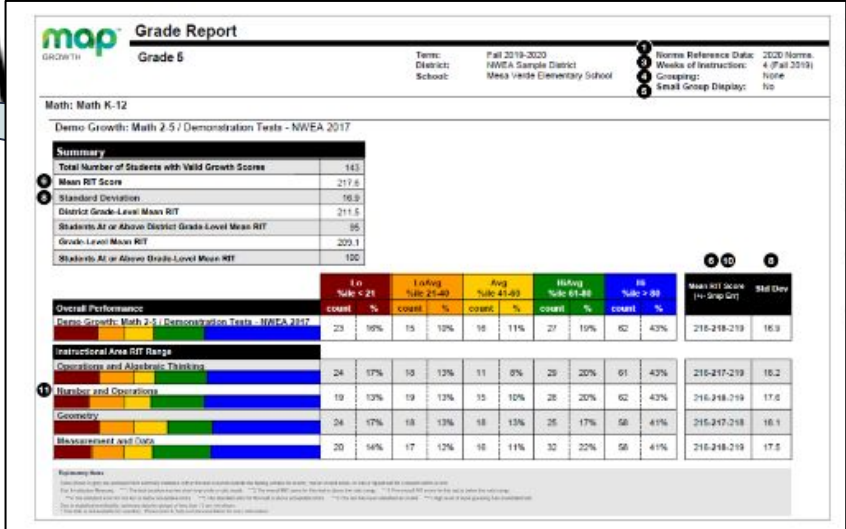 map GROWTH
Grade Report
Grade 5
Term: Fall 2019-2020
District: NWEA Sample District
School: Mesa Verde Elementary School
1 Norms Reference Data: 2020 Norms.
3 Weeks of Instruction: 4 (Fall 2019)
4 Grouping: None
5 Small Group Display: No
Math: Math K-12
Demo Growth: Math 2-5 / Demonstration Tests - NWEA 2017
Summary
Total Number of Students with Valid Growth Scores 143
Mean RIT Score 217.6
8 Standard Deviation 16.9
District Grade-Level Mean RIT 211.5
Students At or Above District Grade-Level Mean RIT 95
Grade-Level Mean RIT 209.1
Students At or Above Grade-Level Mean RIT 100
6 10 8
Lo %ile < 21 LoAvg %ile 21-40 Avg %ile 41-60 HiAvg %ile 61-80 Hi %ile > 80 Mean RIT Score (+/- Smp Err) Std Dev
Overall Performance count % count % count % count % count %
Demo Growth: Math 2-5 / Demonstration Tests - NWEA 2017 23 16% 15 10% 16 11% 27 19% 62 43% 216-218-219 16.9
Instructional Area RIT Range
Operations and Algebraic Thinking 24 17% 18 13% 11 8% 29 20% 61 43% 216-217-219 18.2
11 Number and Operations 19 13% 19 13% 15 10% 28 20% 62 43% 216-218-219 17.6
Geometry 24 17% 18 13% 18 13% 25 17% 58 41% 215-217-218 18.1
Measurement and Data 20 14% 17 12% 16 11% 32 22% 58 41% 216-218-219 17.5
Explanatory Notes